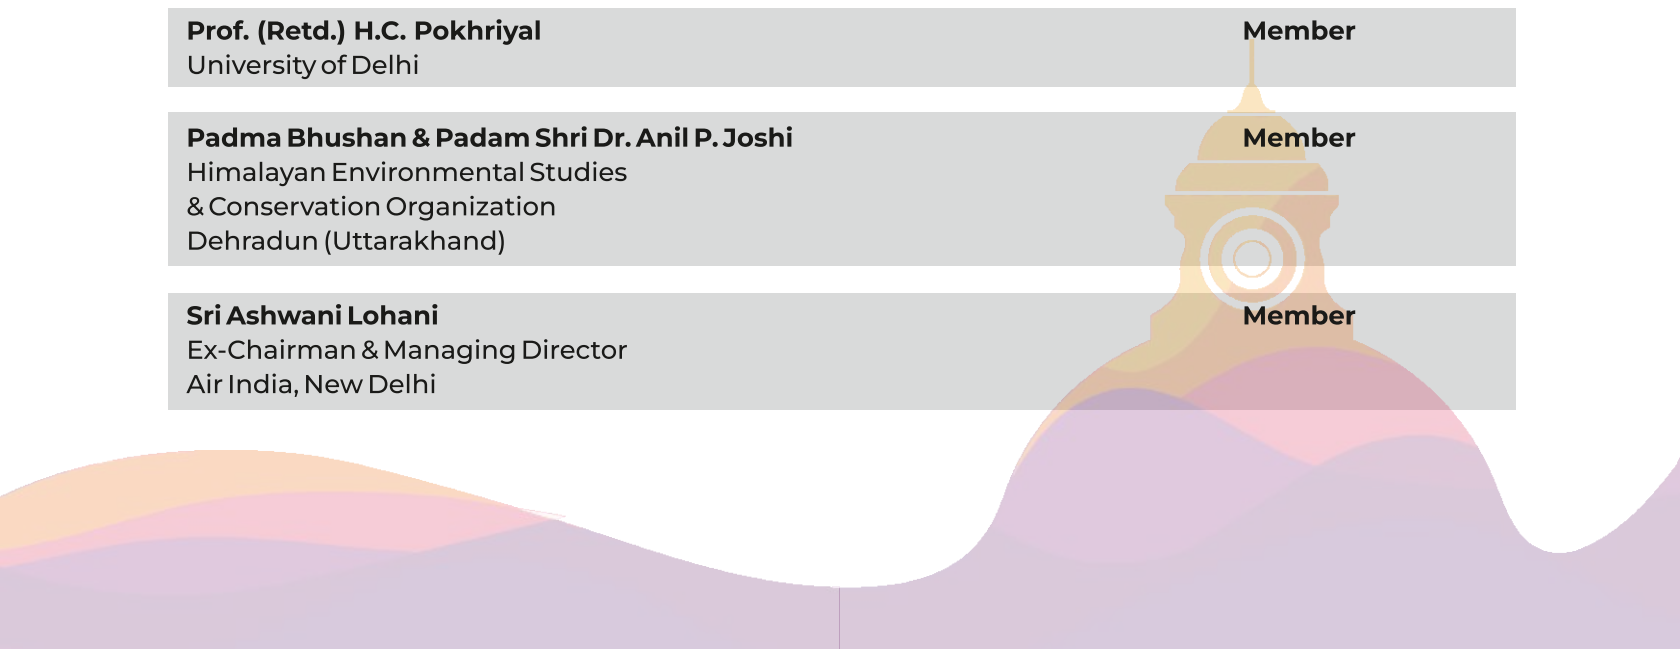 Prof. (Retd.) H.C. Pokhriyal Member
University of Delhi
Padma Bhushan & Padam Shri Dr. Anil P. Joshi Member
Himalayan Environmental Studies
& Conservation Organization
Dehradun (Uttarakhand)
Sri Ashwani Lohani Member
Ex-Chairman & Managing Director
Air India, New Delhi